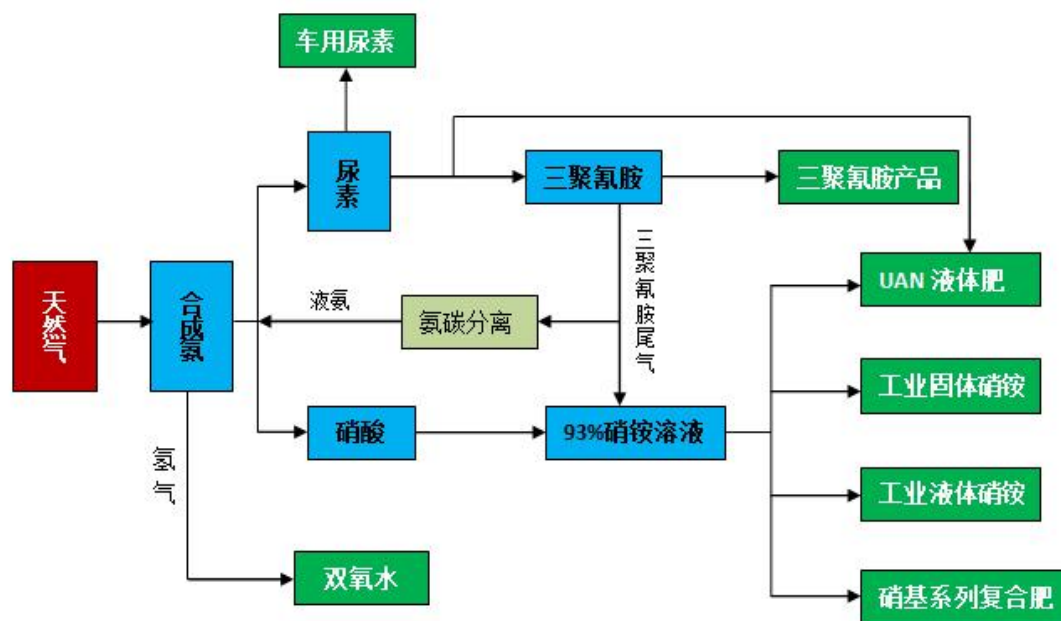 车用尿素
尿素
三聚氰胺
三聚氰胺产品
三聚氰胺尾气
天然气
合成氨
液氨
氨碳分离
UAN 液体肥
工业固体硝铵
硝酸
93%硝铵溶液
氢气
工业液体硝铵
双氧水
硝基系列复合肥